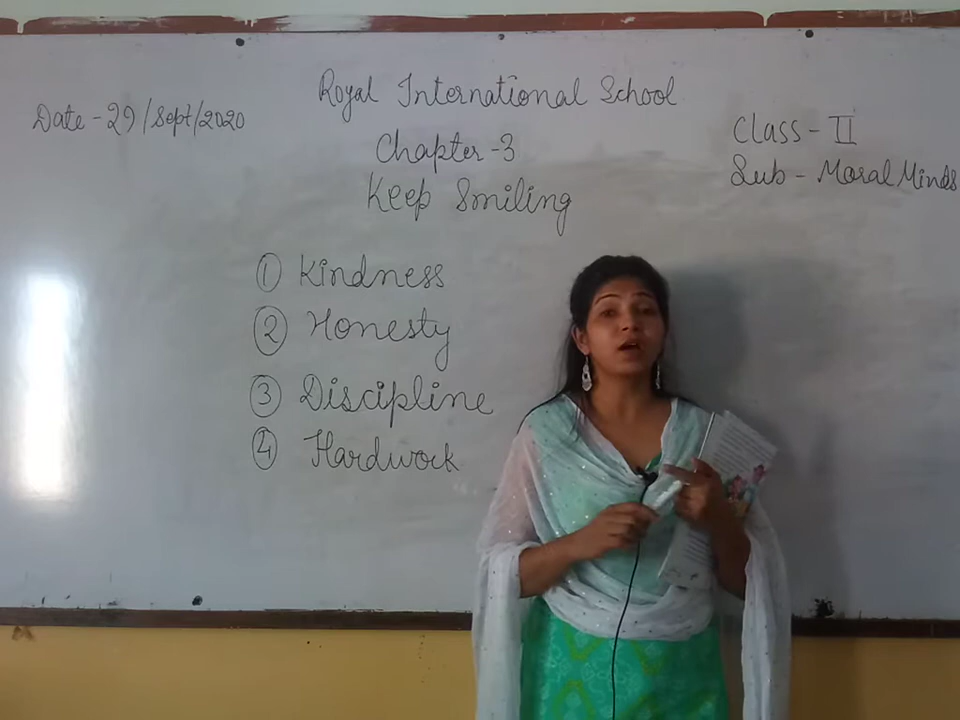 Royal International School
Date - 29/Sept/2020
Class - II
Chapter - 3
Sub - Moral Minds
Keep Smiling
① Kindness
② Honesty
③ Discipline
④ Hardwork